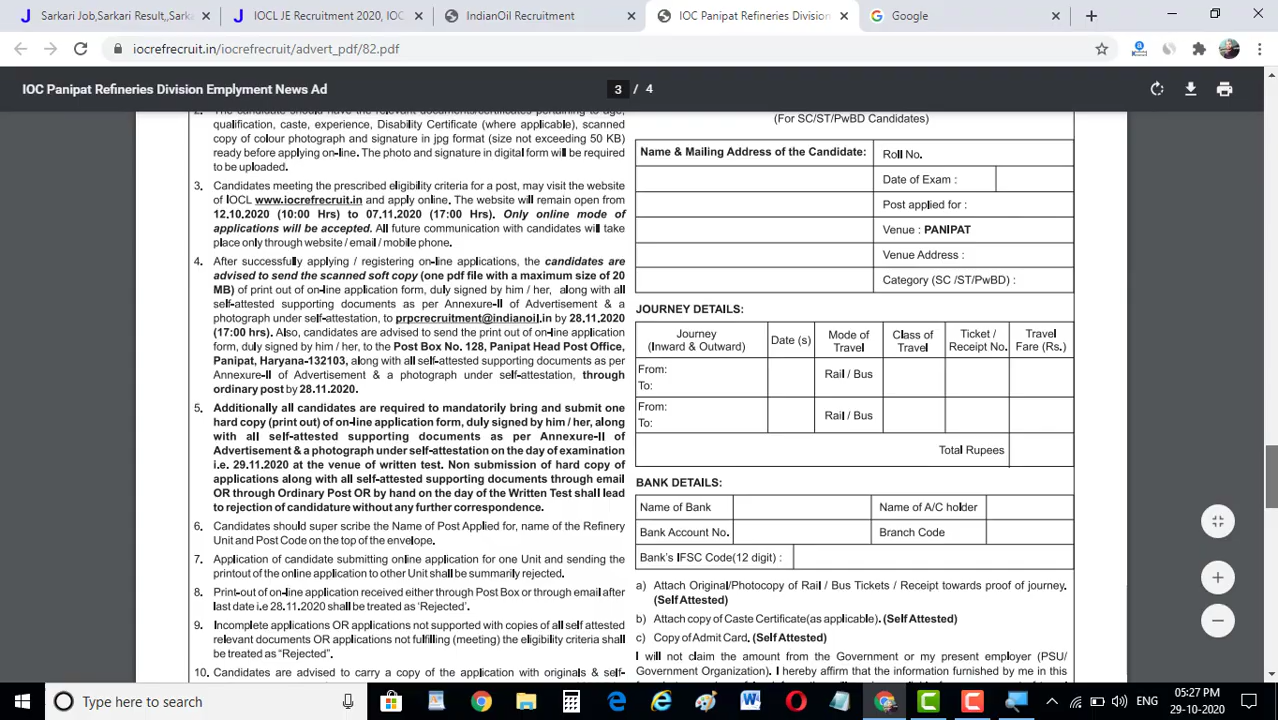 Sarkari Job,Sarkari Result,,Sarka
IOCL JE Recruitment 2020, IOC
IndianOil Recruitment
IOC Panipat Refineries Division
Google
iocrefrecruit.in/iocrefrecruit/advert_pdf/82.pdf
IOC Panipat Refineries Division Emplyment News Ad
3 / 4
2. The candidate should have the relevant documents/certificates pertaining to age,
qualification, caste, experience, Disability Certificate (where applicable), scanned
copy of colour photograph and signature in jpg format (size not exceeding 50 KB)
ready before applying on-line. The photo and signature in digital form will be required
to be uploaded.
3. Candidates meeting the prescribed eligibility criteria for a post, may visit the website
of IOCL www.iocrefrecruit.in and apply online. The website will remain open from
12.10.2020 (10:00 Hrs) to 07.11.2020 (17:00 Hrs). Only online mode of
applications will be accepted. All future communication with candidates will take
place only through website / email / mobile phone.
4. After successfully applying / registering on-line applications, the candidates are
advised to send the scanned soft copy (one pdf file with a maximum size of 20
MB) of print out of on-line application form, duly signed by him / her, along with all
self-attested supporting documents as per Annexure-II of Advertisement & a
photograph under self-attestation, to prpcrecruitment@indianoil.in by 28.11.2020
(17:00 hrs). Also, candidates are advised to send the print out of on-line application
form, duly signed by him / her, to the Post Box No. 128, Panipat Head Post Office,
Panipat, Haryana-132103, along with all self-attested supporting documents as per
Annexure-II of Advertisement & a photograph under self-attestation, through
ordinary post by 28.11.2020.
5. Additionally all candidates are required to mandatorily bring and submit one
hard copy (print out) of on-line application form, duly signed by him / her, along
with all self-attested supporting documents as per Annexure-II of
Advertisement & a photograph under self-attestation on the day of examination
i.e. 29.11.2020 at the venue of written test. Non submission of hard copy of
applications along with all self-attested supporting documents through email
OR through Ordinary Post OR by hand on the day of the Written Test shall lead
to rejection of candidature without any further correspondence.
6. Candidates should super scribe the Name of Post Applied for, name of the Refinery
Unit and Post Code on the top of the envelope.
7. Application of candidate submitting online application for one Unit and sending the
printout of the online application to other Unit shall be summarily rejected.
8. Print-out of on-line application received either through Post Box or through email after
last date i.e 28.11.2020 shall be treated as 'Rejected'.
9. Incomplete applications OR applications not supported with copies of all self attested
relevant documents OR applications not fulfilling (meeting) the eligibility criteria shall
be treated as "Rejected".
10. Candidates are advised to carry a copy of the application with originals & self-
(For SC/ST/PwBD Candidates)
Name & Mailing Address of the Candidate:
Roll No.
Date of Exam :
Post applied for :
Venue : PANIPAT
Venue Address :
Category (SC /ST/PwBD) :
JOURNEY DETAILS:
Journey (Inward & Outward) Date (s) Mode of Travel Class of Travel Ticket / Receipt No. Travel Fare (Rs.)
From:
To:
Rail / Bus
From:
To:
Rail / Bus
Total Rupees
BANK DETAILS:
Name of Bank
Name of A/C holder
Bank Account No.
Branch Code
Bank's IFSC Code(12 digit) :
a) Attach Original/Photocopy of Rail / Bus Tickets / Receipt towards proof of journey.
(Self Attested)
b) Attach copy of Caste Certificate(as applicable). (Self Attested)
c) Copy of Admit Card. (Self Attested)
I will not claim the amount from the Government or my present employer (PSU/
Government Organization). I hereby affirm that the information furnished by me in this
Type here to search
ENG
05:27 PM
29-10-2020